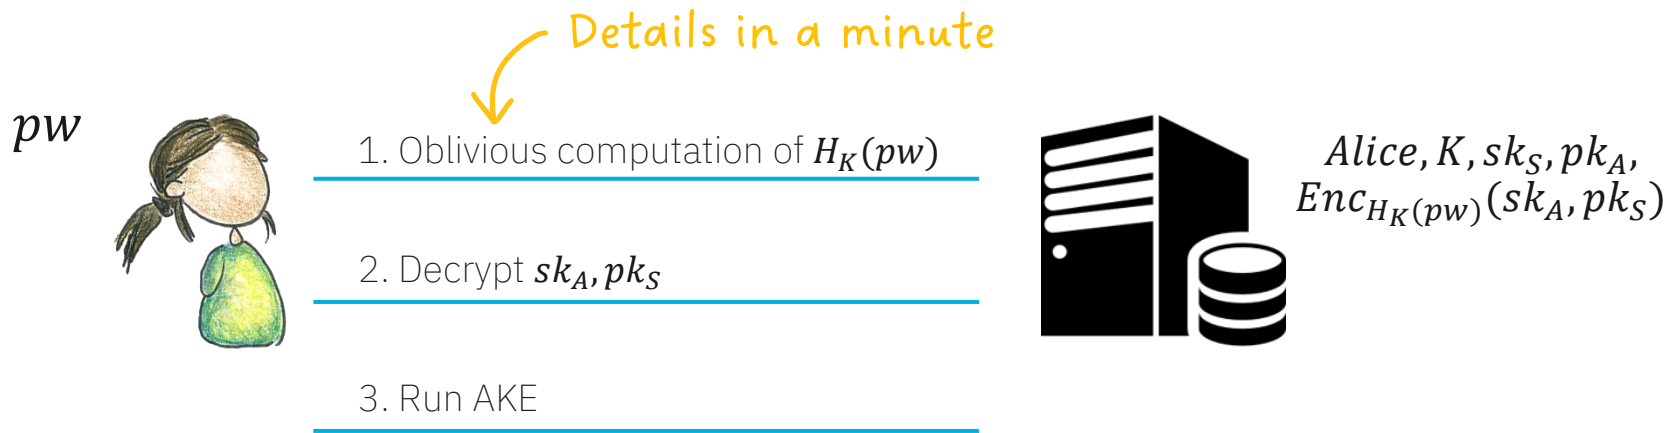 Details in a minute
pw
1. Oblivious computation of H_K(pw)
Alice, K, sk_S, pk_A,
Enc_{H_K(pw)}(sk_A, pk_S)
2. Decrypt sk_A, pk_S
3. Run AKE